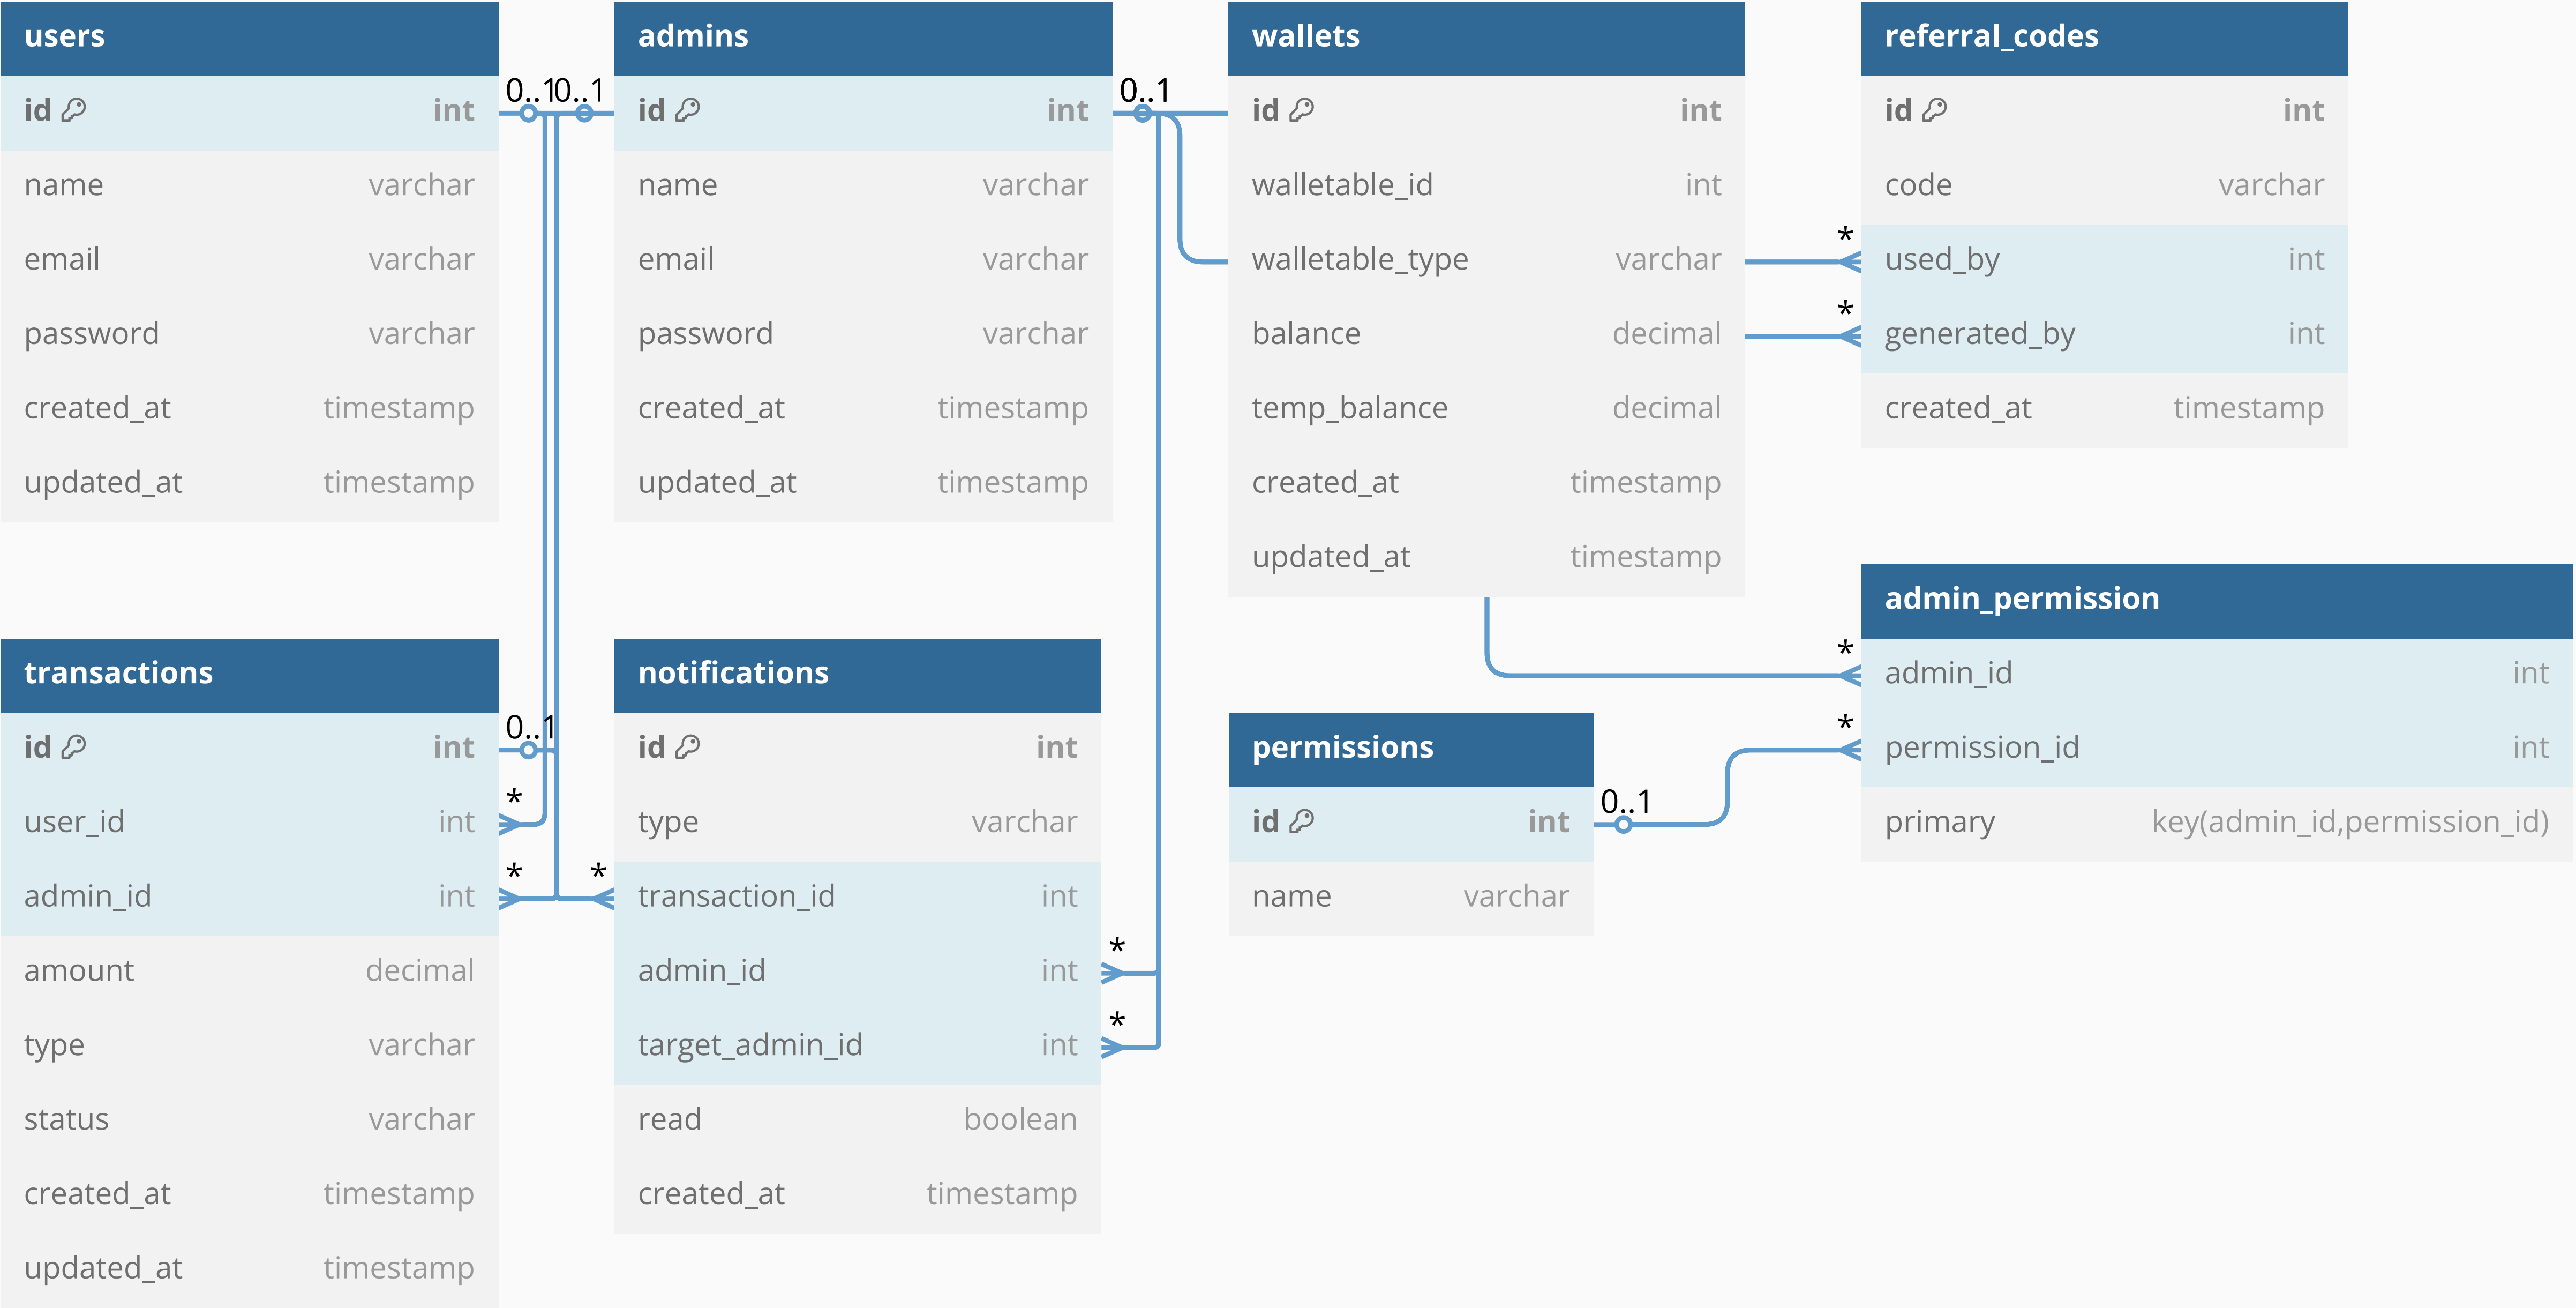 users
id int
name varchar
email varchar
password varchar
created_at timestamp
updated_at timestamp
0..1
0..1
admins
id int
name varchar
email varchar
password varchar
created_at timestamp
updated_at timestamp
0..1
wallets
id int
walletable_id int
walletable_type varchar
balance decimal
temp_balance decimal
created_at timestamp
updated_at timestamp
referral_codes
id int
code varchar
*
used_by int
*
generated_by int
created_at timestamp
transactions
0..1
id int
*
user_id int
*
admin_id int
amount decimal
type varchar
status varchar
created_at timestamp
updated_at timestamp
notifications
id int
type varchar
*
transaction_id int
*
admin_id int
*
target_admin_id int
read boolean
created_at timestamp
permissions
0..1
id int
name varchar
admin_permission
*
admin_id int
*
permission_id int
primary key(admin_id,permission_id)